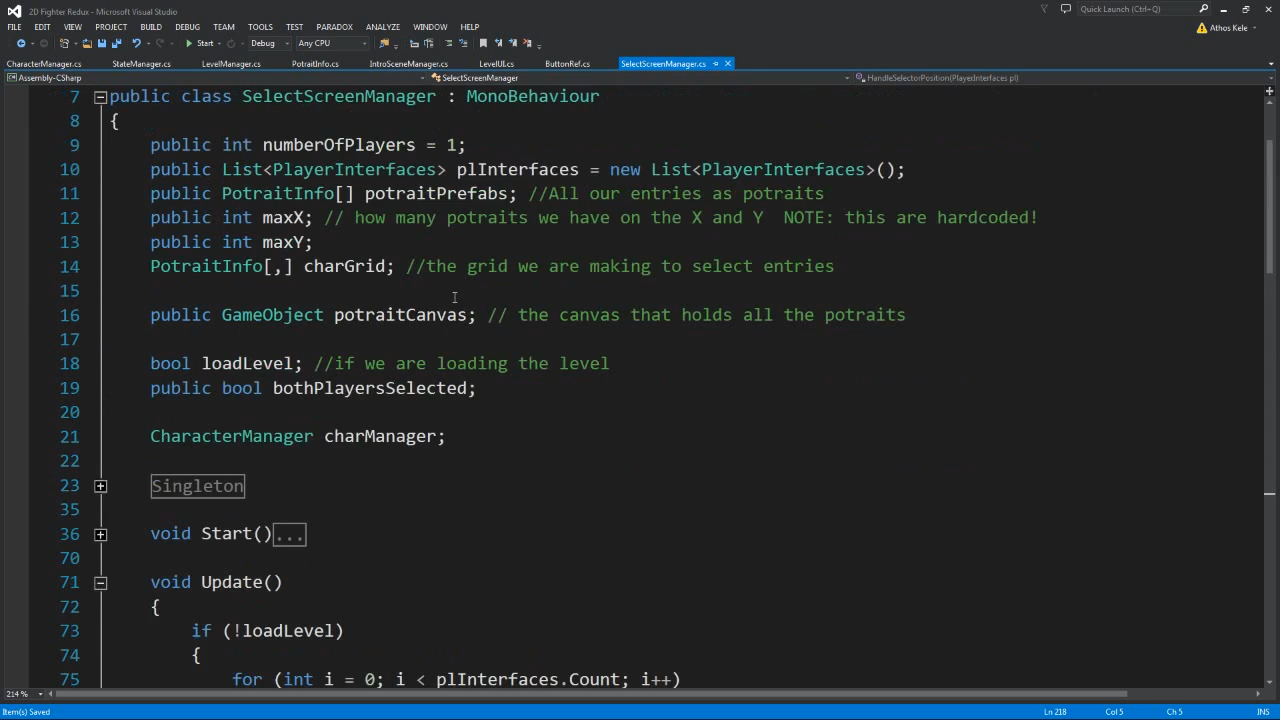 2D Fighter Redux - Microsoft Visual Studio
Quick Launch (Ctrl+Q)
FILE EDIT VIEW PROJECT BUILD DEBUG TEAM TOOLS TEST PARADOX ANALYZE WINDOW HELP
Athos Kele
Start Debug Any CPU
CharacterManager.cs StateManager.cs LevelManager.cs PotraitInfo.cs IntroSceneManager.cs LevelUI.cs ButtonRef.cs SelectScreenManager.cs
Assembly-CSharp SelectScreenManager HandleSelectorPosition(PlayerInterfaces pl)
7 public class SelectScreenManager : MonoBehaviour
8 {
9 public int numberOfPlayers = 1;
10 public List<PlayerInterfaces> plInterfaces = new List<PlayerInterfaces>();
11 public PotraitInfo[] potraitPrefabs; //All our entries as potraits
12 public int maxX; // how many potraits we have on the X and Y NOTE: this are hardcoded!
13 public int maxY;
14 PotraitInfo[,] charGrid; //the grid we are making to select entries
15
16 public GameObject potraitCanvas; // the canvas that holds all the potraits
17
18 bool loadLevel; //if we are loading the level
19 public bool bothPlayersSelected;
20
21 CharacterManager charManager;
22
23 Singleton
35
36 void Start()...
70
71 void Update()
72 {
73 if (!loadLevel)
74 {
75 for (int i = 0; i < plInterfaces.Count; i++)
214 %
Item(s) Saved Ln 218 Col 5 Ch 5 INS